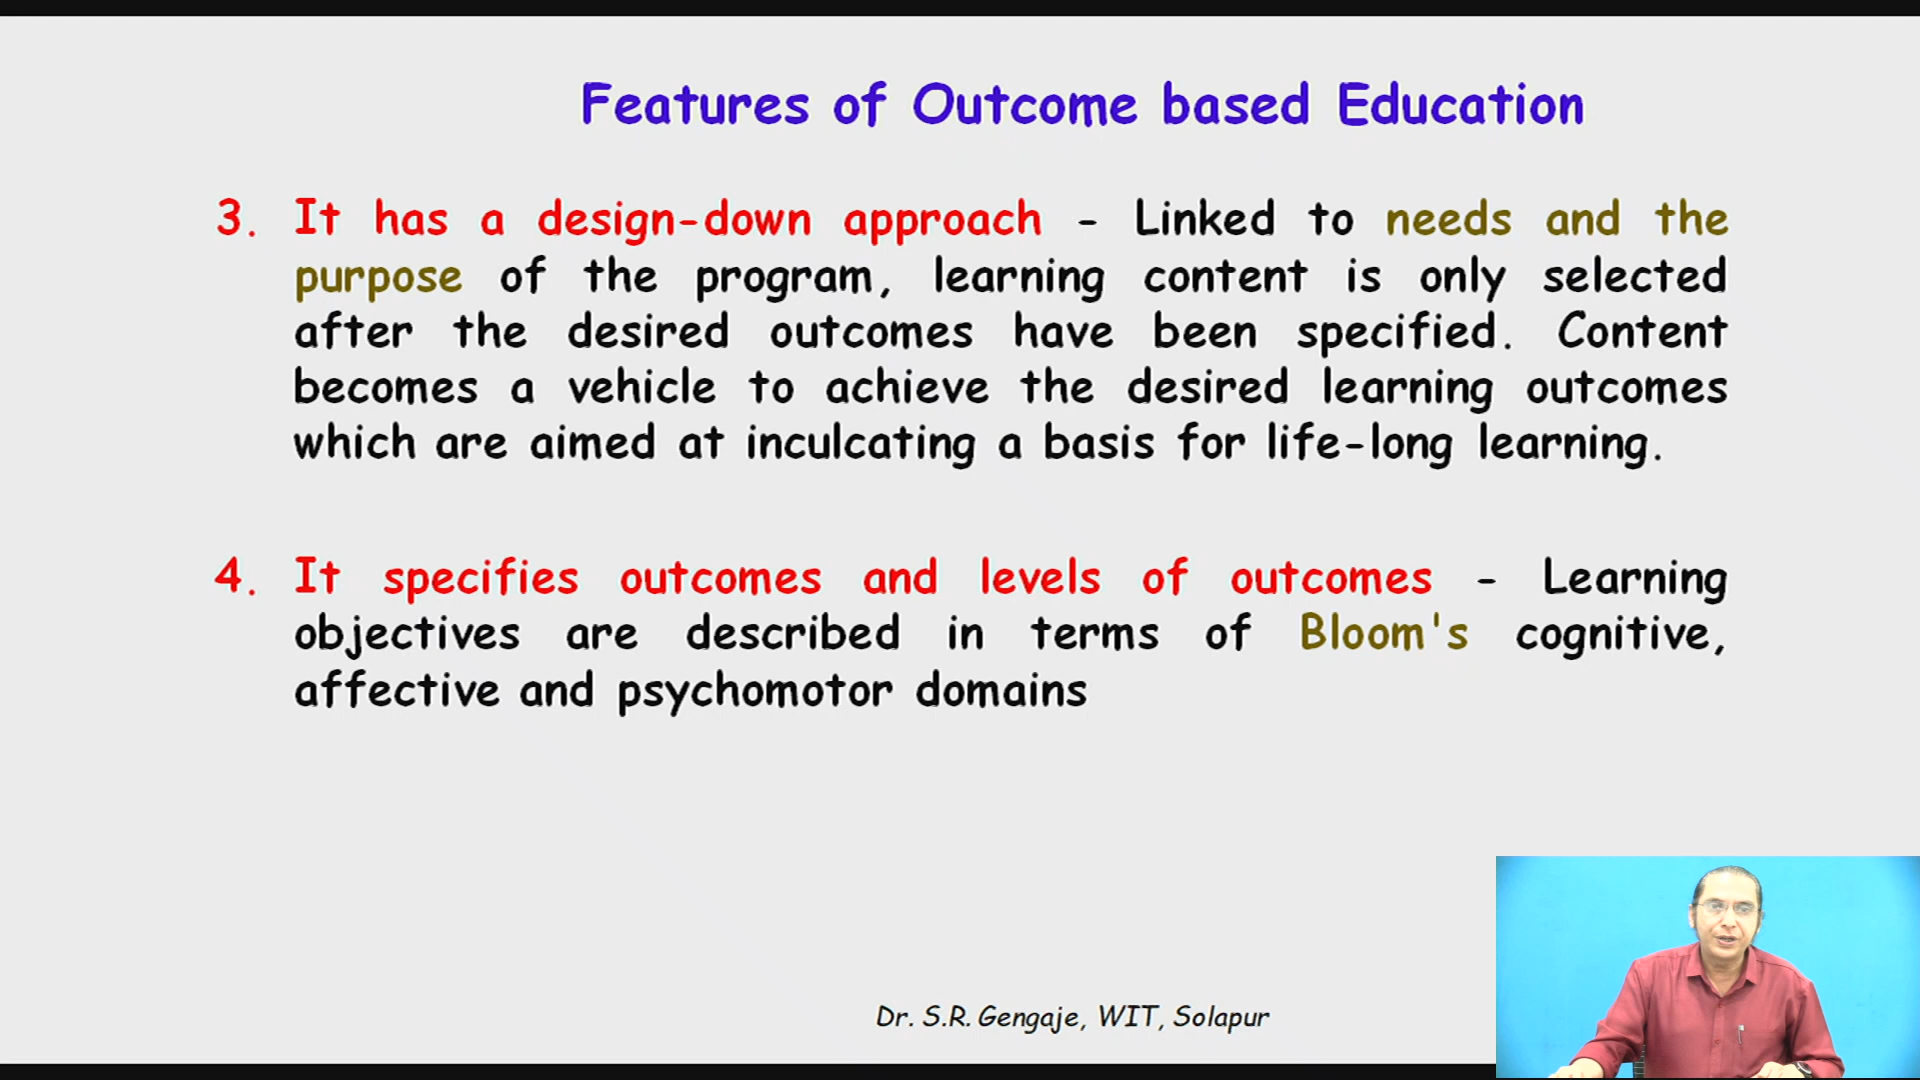 Features of Outcome based Education
3. It has a design-down approach - Linked to needs and the
purpose of the program, learning content is only selected
after the desired outcomes have been specified. Content
becomes a vehicle to achieve the desired learning outcomes
which are aimed at inculcating a basis for life-long learning.
4. It specifies outcomes and levels of outcomes - Learning
objectives are described in terms of Bloom's cognitive,
affective and psychomotor domains
Dr. S.R. Gengaje, WIT, Solapur